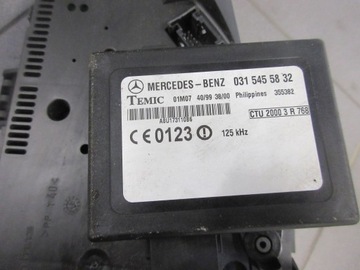 MERCEDES-BENZ 031 545 58 32
TEMIC 01M07 40/99 30/00 Philippines 355382
CTU 2000 3 R 768
CE 0123 125 kHz